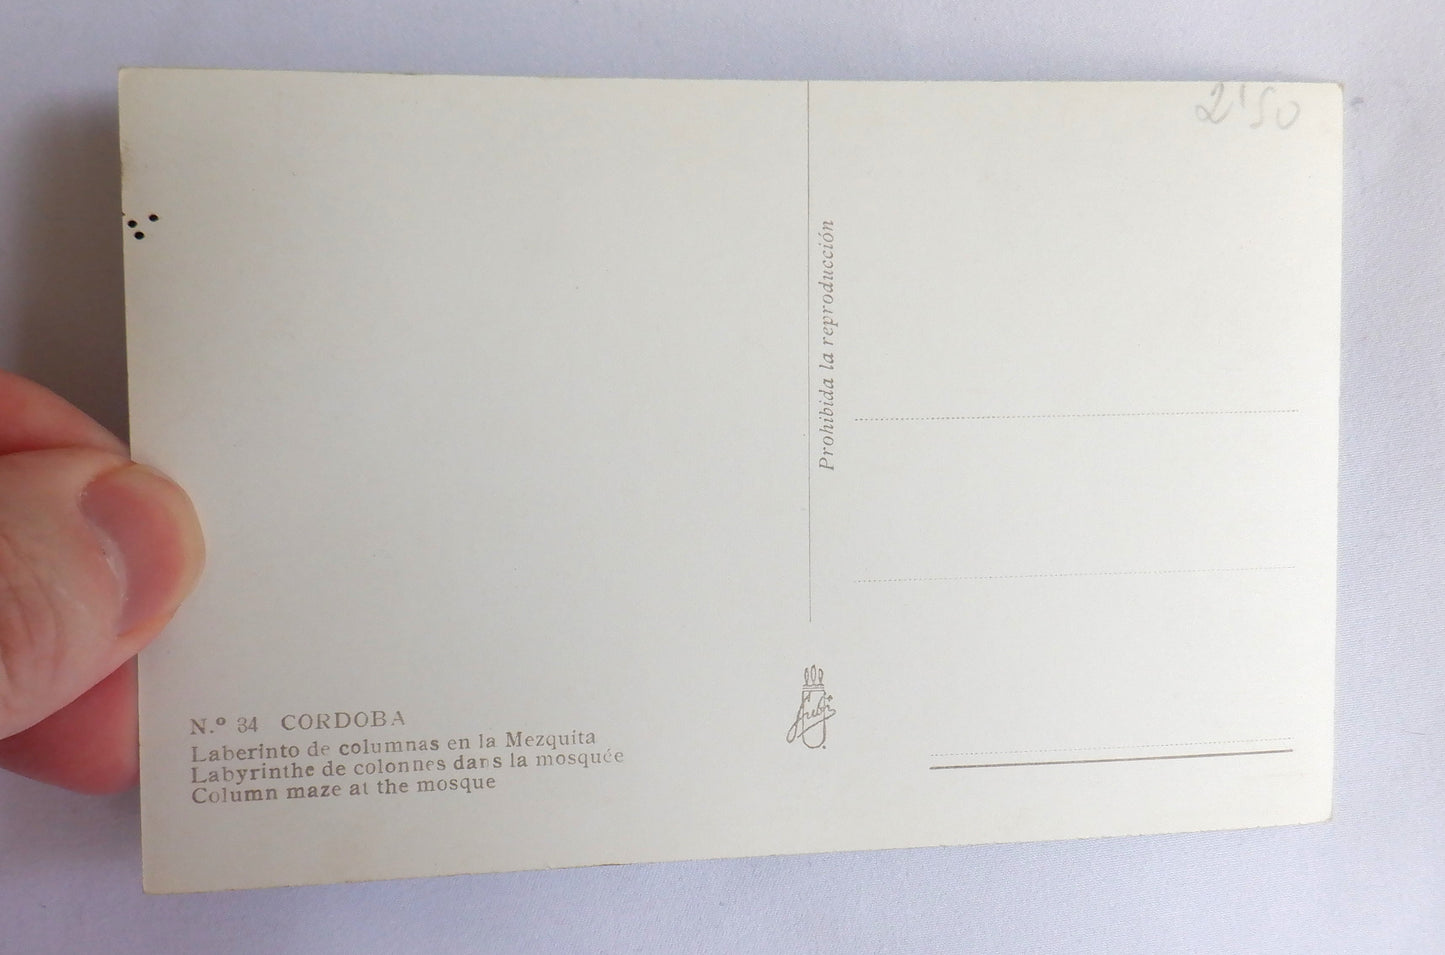 2'50
Prohibida la reproducción
N.º 34 CORDOBA
Laberinto de columnas en la Mezquita
Labyrinthe de colonnes dans la mosquée
Column maze at the mosque